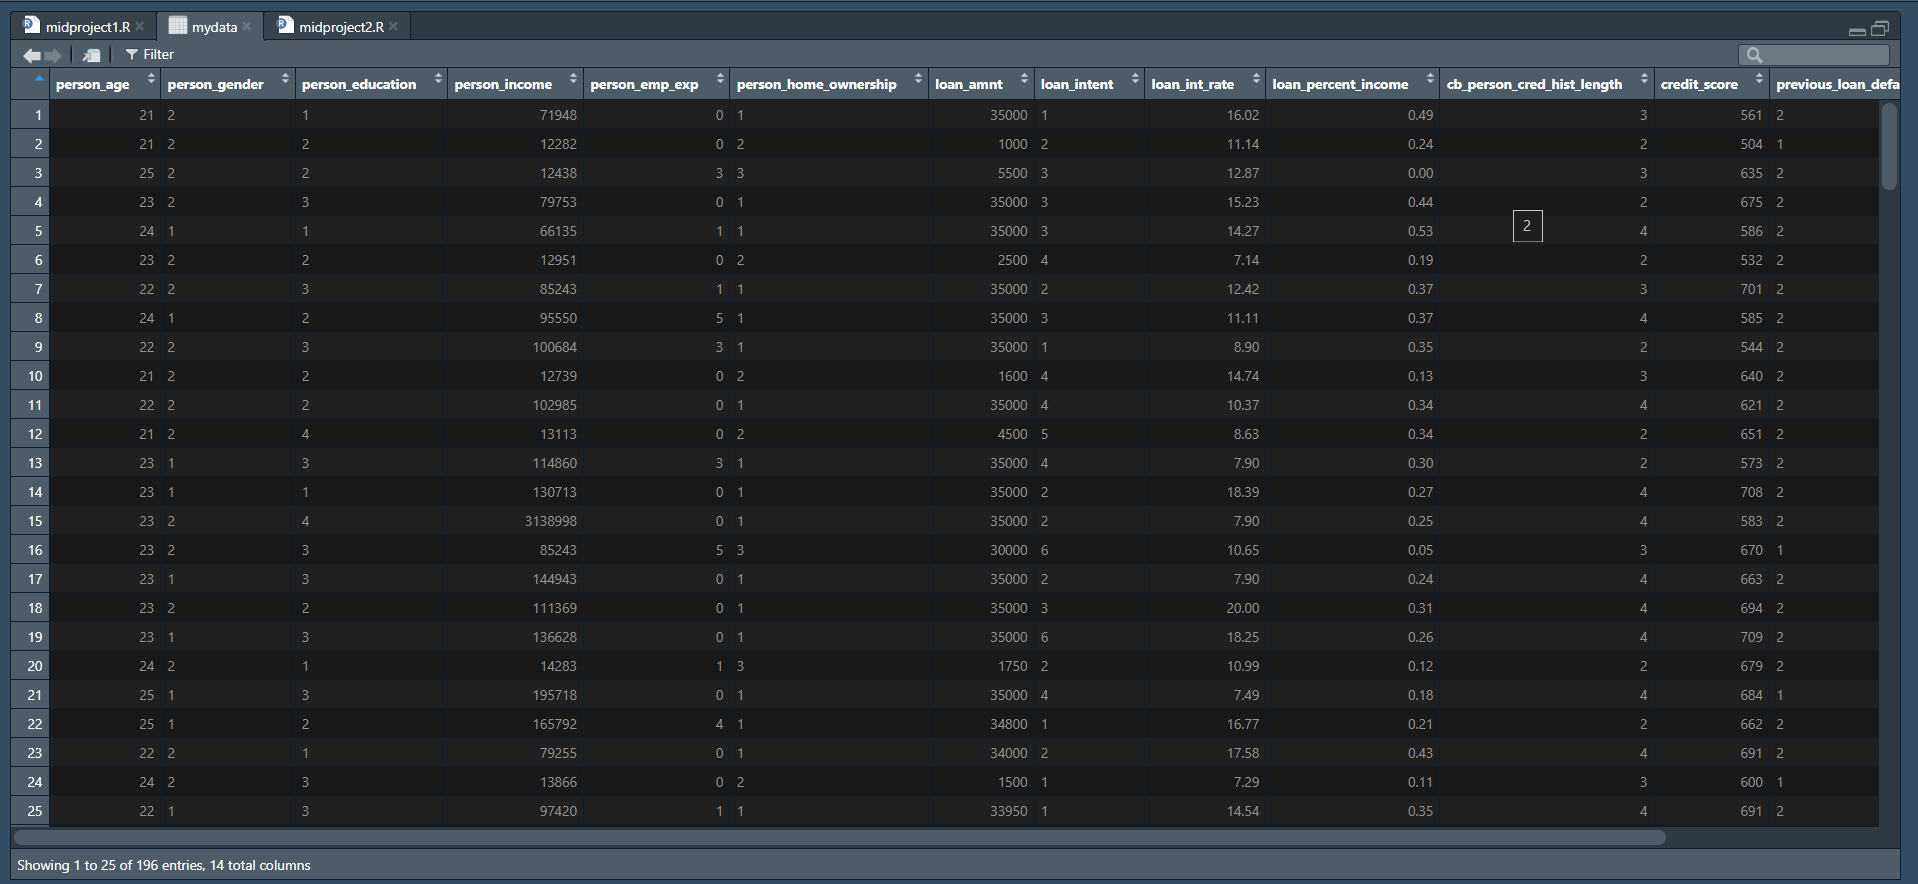 midproject1.R mydata midproject2.R
Filter
person_age person_gender person_education person_income person_emp_exp person_home_ownership loan_amnt loan_intent loan_int_rate loan_percent_income cb_person_cred_hist_length credit_score previous_loan_defa
1 21 2 1 71948 0 1 35000 1 16.02 0.49 3 561 2
2 21 2 2 12282 0 2 1000 2 11.14 0.24 2 504 1
3 25 2 2 12438 3 3 5500 3 12.87 0.00 3 635 2
4 23 2 3 79753 0 1 35000 3 15.23 0.44 2 675 2
2
5 24 1 1 66135 1 1 35000 3 14.27 0.53 4 586 2
6 23 2 2 12951 0 2 2500 4 7.14 0.19 2 532 2
7 22 2 3 85243 1 1 35000 2 12.42 0.37 3 701 2
8 24 1 2 95550 5 1 35000 3 11.11 0.37 4 585 2
9 22 2 3 100684 3 1 35000 1 8.90 0.35 2 544 2
10 21 2 2 12739 0 2 1600 4 14.74 0.13 3 640 2
11 22 2 2 102985 0 1 35000 4 10.37 0.34 4 621 2
12 21 2 4 13113 0 2 4500 5 8.63 0.34 2 651 2
13 23 1 3 114860 3 1 35000 4 7.90 0.30 2 573 2
14 23 1 1 130713 0 1 35000 2 18.39 0.27 4 708 2
15 23 2 4 3138998 0 1 35000 2 7.90 0.25 4 583 2
16 23 2 3 85243 5 3 30000 6 10.65 0.05 3 670 1
17 23 1 3 144943 0 1 35000 2 7.90 0.24 4 663 2
18 23 2 2 111369 0 1 35000 3 20.00 0.31 4 694 2
19 23 1 3 136628 0 1 35000 6 18.25 0.26 4 709 2
20 24 2 1 14283 1 3 1750 2 10.99 0.12 2 679 2
21 25 1 3 195718 0 1 35000 4 7.49 0.18 4 684 1
22 25 1 2 165792 4 1 34800 1 16.77 0.21 2 662 2
23 22 2 1 79255 0 1 34000 2 17.58 0.43 4 691 2
24 24 2 3 13866 0 2 1500 1 7.29 0.11 3 600 1
25 22 1 3 97420 1 1 33950 1 14.54 0.35 4 691 2
Showing 1 to 25 of 196 entries, 14 total columns